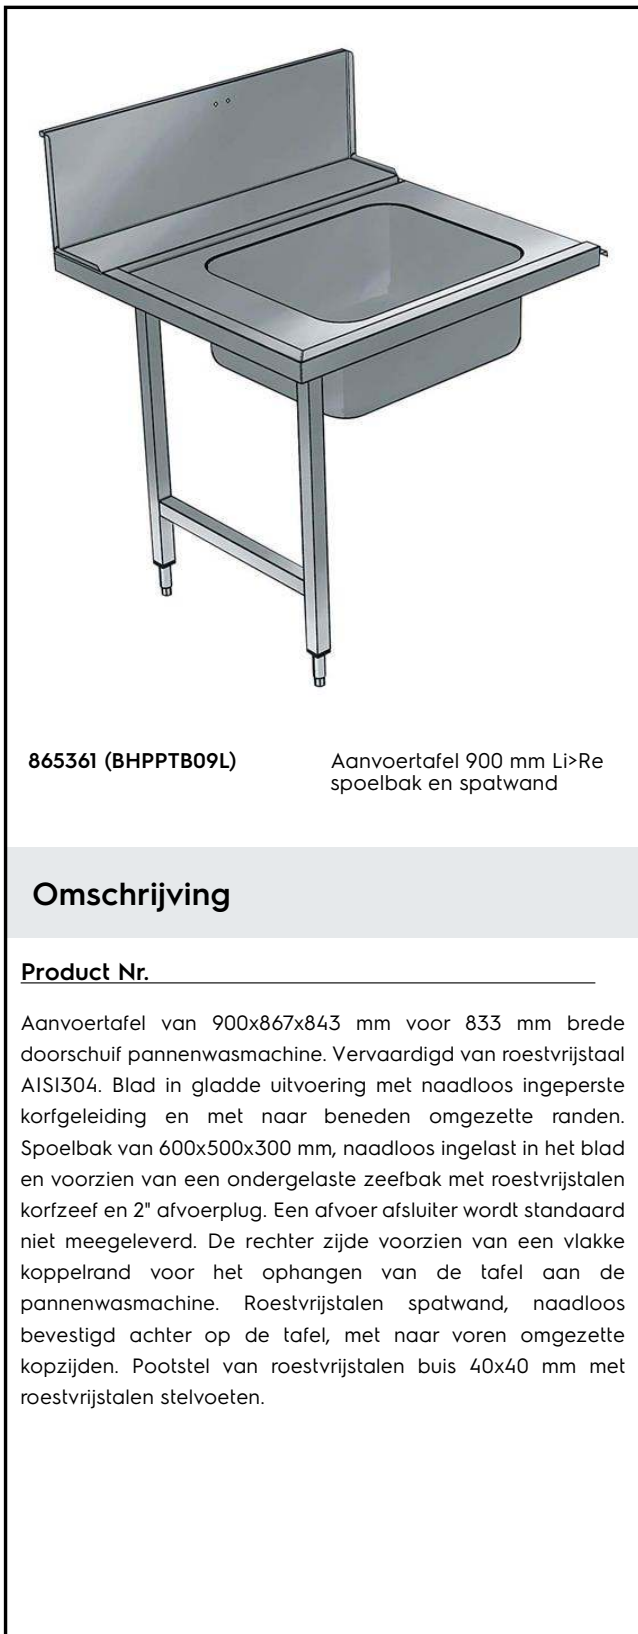 865361 (BHPPTB09L)
Aanvoertafel 900 mm Li>Re
spoelbak en spatwand
Omschrijving
Product Nr.
Aanvoertafel van 900x867x843 mm voor 833 mm brede
doorschuif pannenwasmachine. Vervaardigd van roestvrijstaal
AISI304. Blad in gladde uitvoering met naadloos ingeperste
korfgeleiding en met naar beneden omgezette randen.
Spoelbak van 600x500x300 mm, naadloos ingelast in het blad
en voorzien van een ondergelaste zeefbak met roestvrijstalen
korfzeef en 2" afvoerplug. Een afvoer afsluiter wordt standaard
niet meegeleverd. De rechter zijde voorzien van een vlakke
koppelrand voor het ophangen van de tafel aan de
pannenwasmachine. Roestvrijstalen spatwand, naadloos
bevestigd achter op de tafel, met naar voren omgezette
kopzijden. Pootstel van roestvrijstalen buis 40x40 mm met
roestvrijstalen stelvoeten.